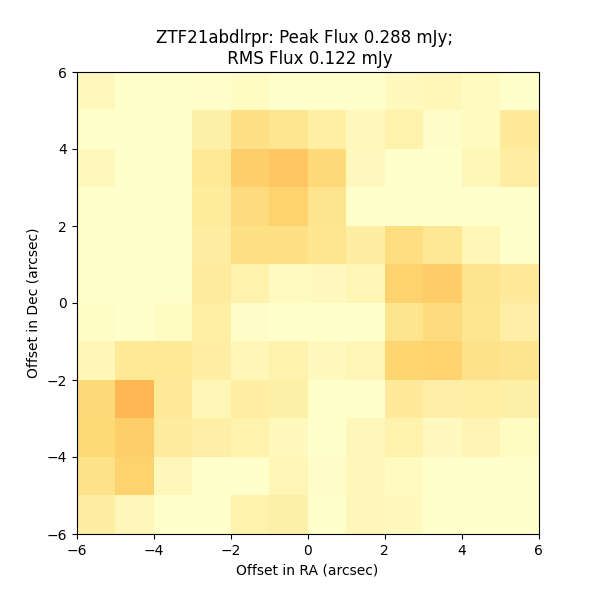 ZTF21abdlrpr: Peak Flux 0.288 mJy;
RMS Flux 0.122 mJy
6
4
2
0
−2
−4
−6
Offset in Dec (arcsec)
−6 −4 −2 0 2 4 6
Offset in RA (arcsec)